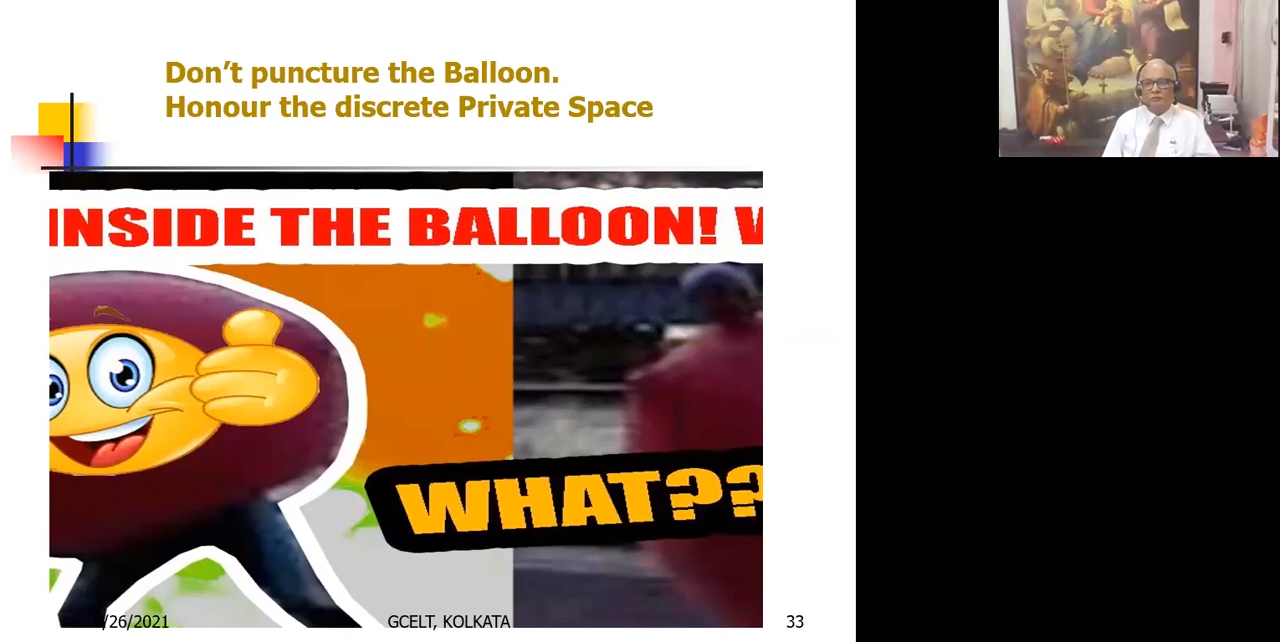 Don’t puncture the Balloon.
Honour the discrete Private Space
INSIDE THE BALLOON! W
WHAT??
/26/2021
GCELT, KOLKATA
33